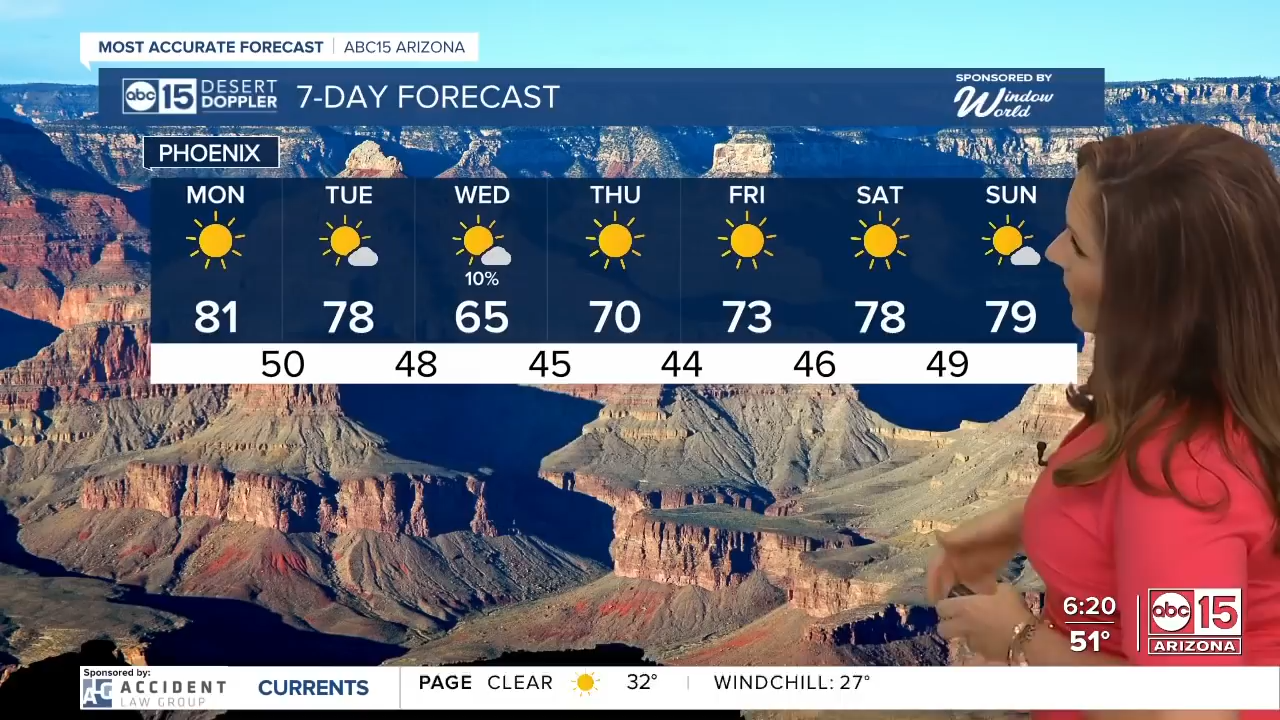 MOST ACCURATE FORECAST | ABC15 ARIZONA
abc 15 DESERT DOPPLER 7-DAY FORECAST
SPONSORED BY
Window World
PHOENIX
MON TUE WED THU FRI SAT SUN
10%
81 78 65 70 73 78 79
50 48 45 44 46 49
6:20
51°
abc 15
ARIZONA
Sponsored by:
ALG ACCIDENT
LAW GROUP
CURRENTS
PAGE CLEAR 32° | WINDCHILL: 27°